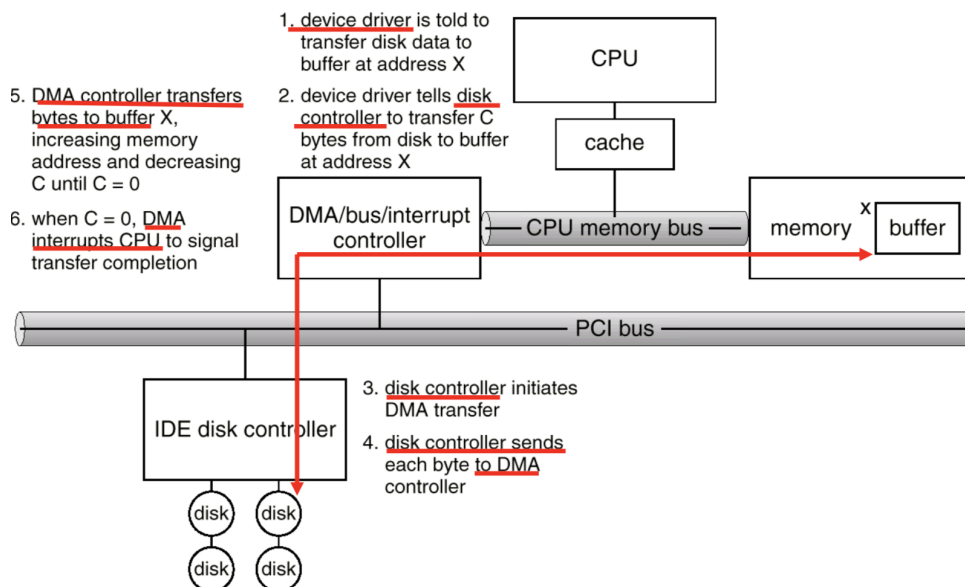 1. device driver is told to
transfer disk data to
buffer at address X
2. device driver tells disk
controller to transfer C
bytes from disk to buffer
at address X
5. DMA controller transfers
bytes to buffer X,
increasing memory
address and decreasing
C until C = 0
6. when C = 0, DMA
interrupts CPU to signal
transfer completion
CPU
cache
DMA/bus/interrupt
controller
CPU memory bus
memory
X
buffer
PCI bus
IDE disk controller
3. disk controller initiates
DMA transfer
4. disk controller sends
each byte to DMA
controller
disk
disk
disk
disk